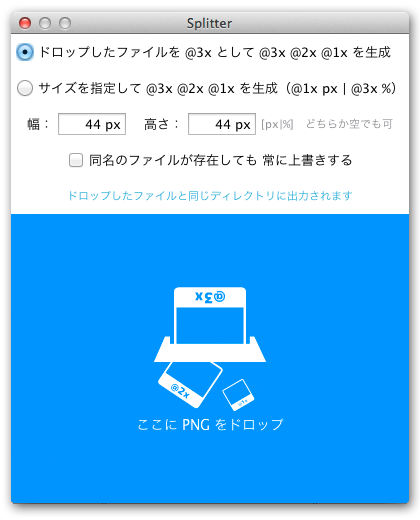 Splitter
ドロップしたファイルを @3x として @3x @2x @1x を生成
サイズを指定して @3x @2x @1x を生成（@1x px | @3x %）
幅： 44 px 高さ： 44 px [px|%] どちらか空でも可
同名のファイルが存在しても 常に上書きする
ドロップしたファイルと同じディレクトリに出力されます
@3x
@2x
@1x
ここに PNG をドロップ